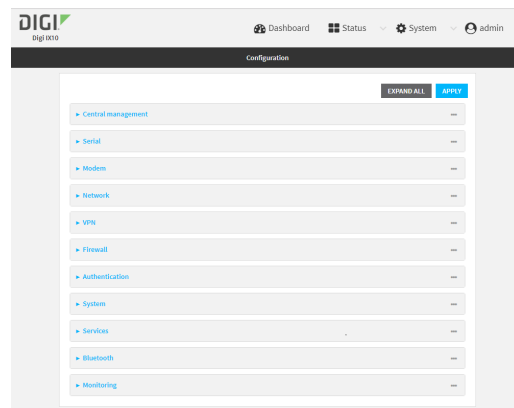 DIGI
Digi IX10
Dashboard Status System admin
Configuration
EXPAND ALL APPLY
Central management
Serial
Modem
Network
VPN
Firewall
Authentication
System
Services
Bluetooth
Monitoring